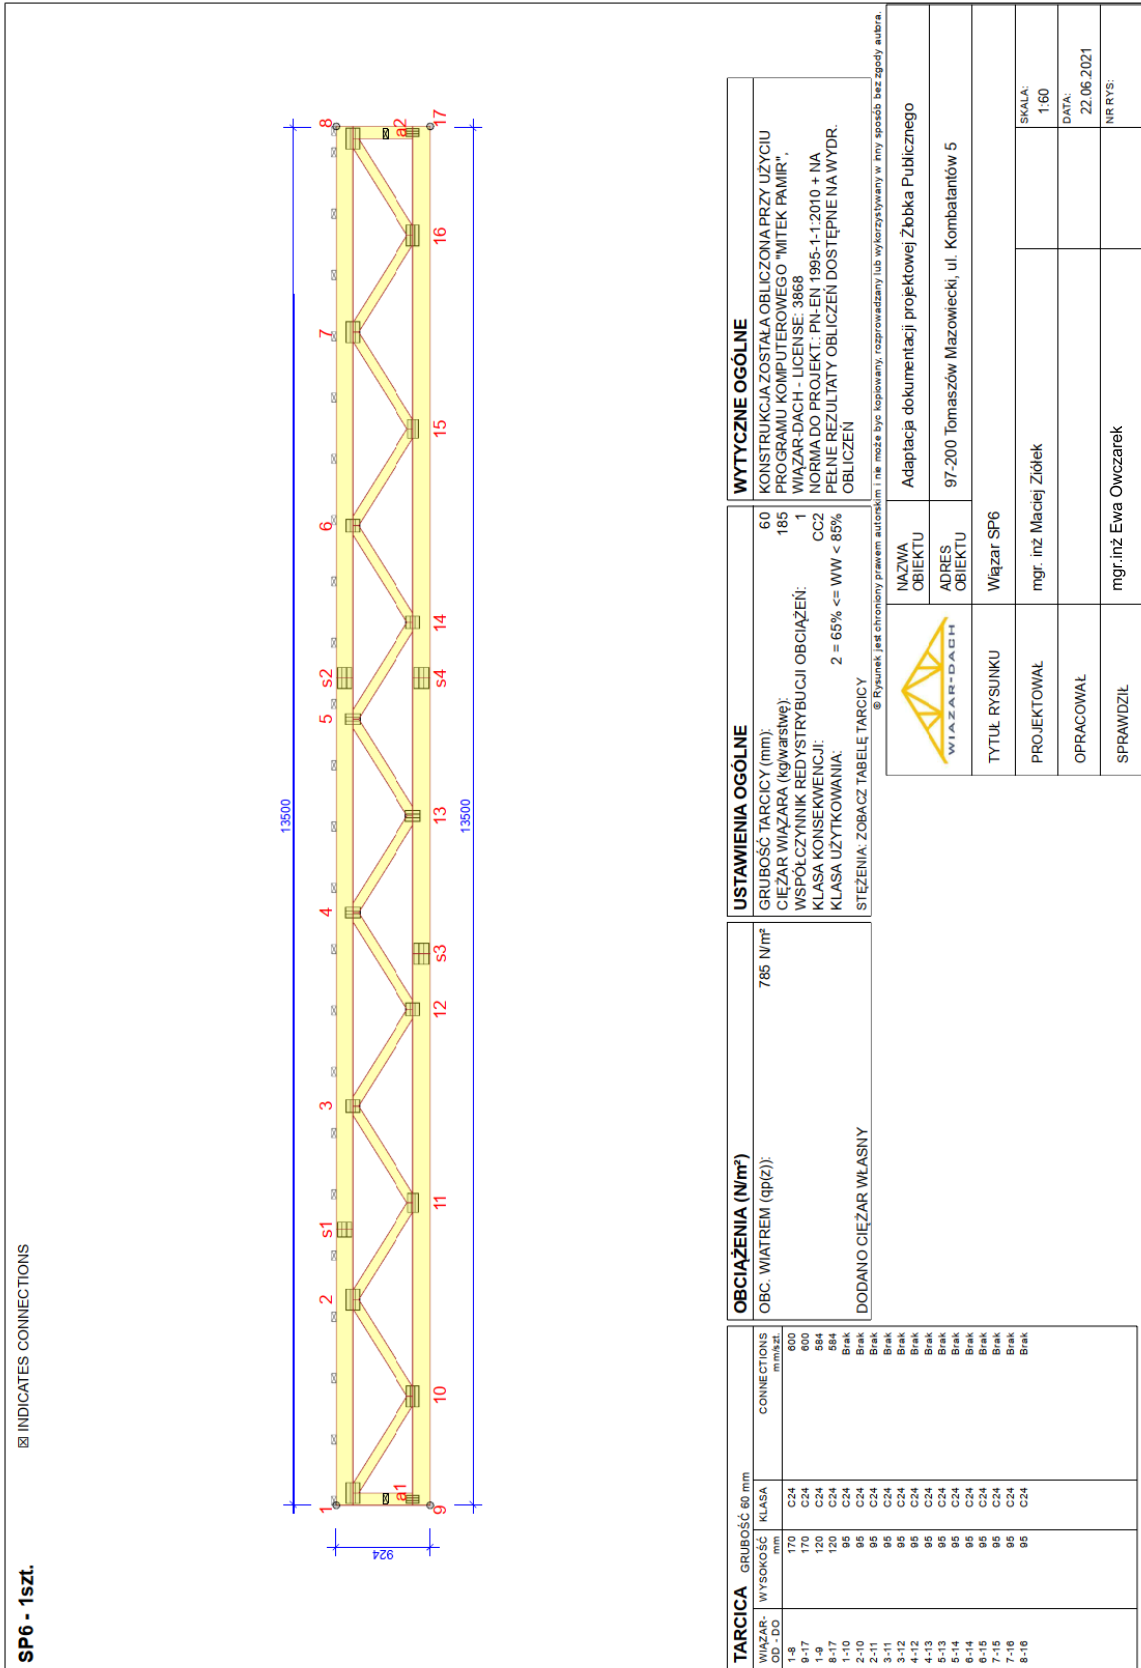 SP6 - 1szt.
☒ INDICATES CONNECTIONS
13500
1
2
s1
3
4
5
s2
6
7
8
924
a1
a2
9
10
11
12
s3
13
s4
14
15
16
17
13500
TARCICA GRUBOŚĆ 60 mm
WIĄZAR- OD - DO WYSOKOŚĆ mm KLASA CONNECTIONS mm/szt.
1-8 170 C24 600
9-17 170 C24 600
1-9 120 C24 584
8-17 120 C24 584
1-10 95 C24 Brak
2-10 95 C24 Brak
2-11 95 C24 Brak
3-11 95 C24 Brak
3-12 95 C24 Brak
4-12 95 C24 Brak
4-13 95 C24 Brak
5-13 95 C24 Brak
5-14 95 C24 Brak
6-14 95 C24 Brak
6-15 95 C24 Brak
7-15 95 C24 Brak
7-16 95 C24 Brak
8-16 95 C24 Brak
OBCIĄŻENIA (N/m²)
OBC. WIATREM (qp(z)): 785 N/m²
DODANO CIĘŻAR WŁASNY
USTAWIENIA OGÓLNE
GRUBOŚĆ TARCICY (mm): 60
CIĘŻAR WIĄZARA (kg/warstwę): 185
WSPÓŁCZYNNIK REDYSTRYBUCJI OBCIĄŻEŃ: 1
KLASA KONSEKWENCJI: CC2
KLASA UŻYTKOWANIA: 2 = 65% <= WW < 85%
STĘŻENIA: ZOBACZ TABELĘ TARCICY
WYTYCZNE OGÓLNE
KONSTRUKCJA ZOSTAŁA OBLICZONA PRZY UŻYCIU
PROGRAMU KOMPUTEROWEGO "MITEK PAMIR",
WIĄZAR-DACH - LICENSE: 3868
NORMA DO PROJEKT.: PN-EN 1995-1-1:2010 + NA
PEŁNE REZULTATY OBLICZEŃ DOSTĘPNE NA WYDR.
OBLICZEŃ
© Rysunek jest chroniony prawem autorskim i nie może być kopiowany, rozprowadzany lub wykorzystywany w inny sposób bez zgody autora.
WIĄZAR-DACH
NAZWA OBIEKTU
Adaptacja dokumentacji projektowej Żłobka Publicznego
ADRES OBIEKTU
97-200 Tomaszów Mazowiecki, ul. Kombatantów 5
TYTUŁ RYSUNKU
Wiązar SP6
PROJEKTOWAŁ
mgr. inż Maciej Ziółek
SKALA:
1:60
OPRACOWAŁ
DATA:
22.06.2021
SPRAWDZIŁ
mgr.inż Ewa Owczarek
NR RYS: